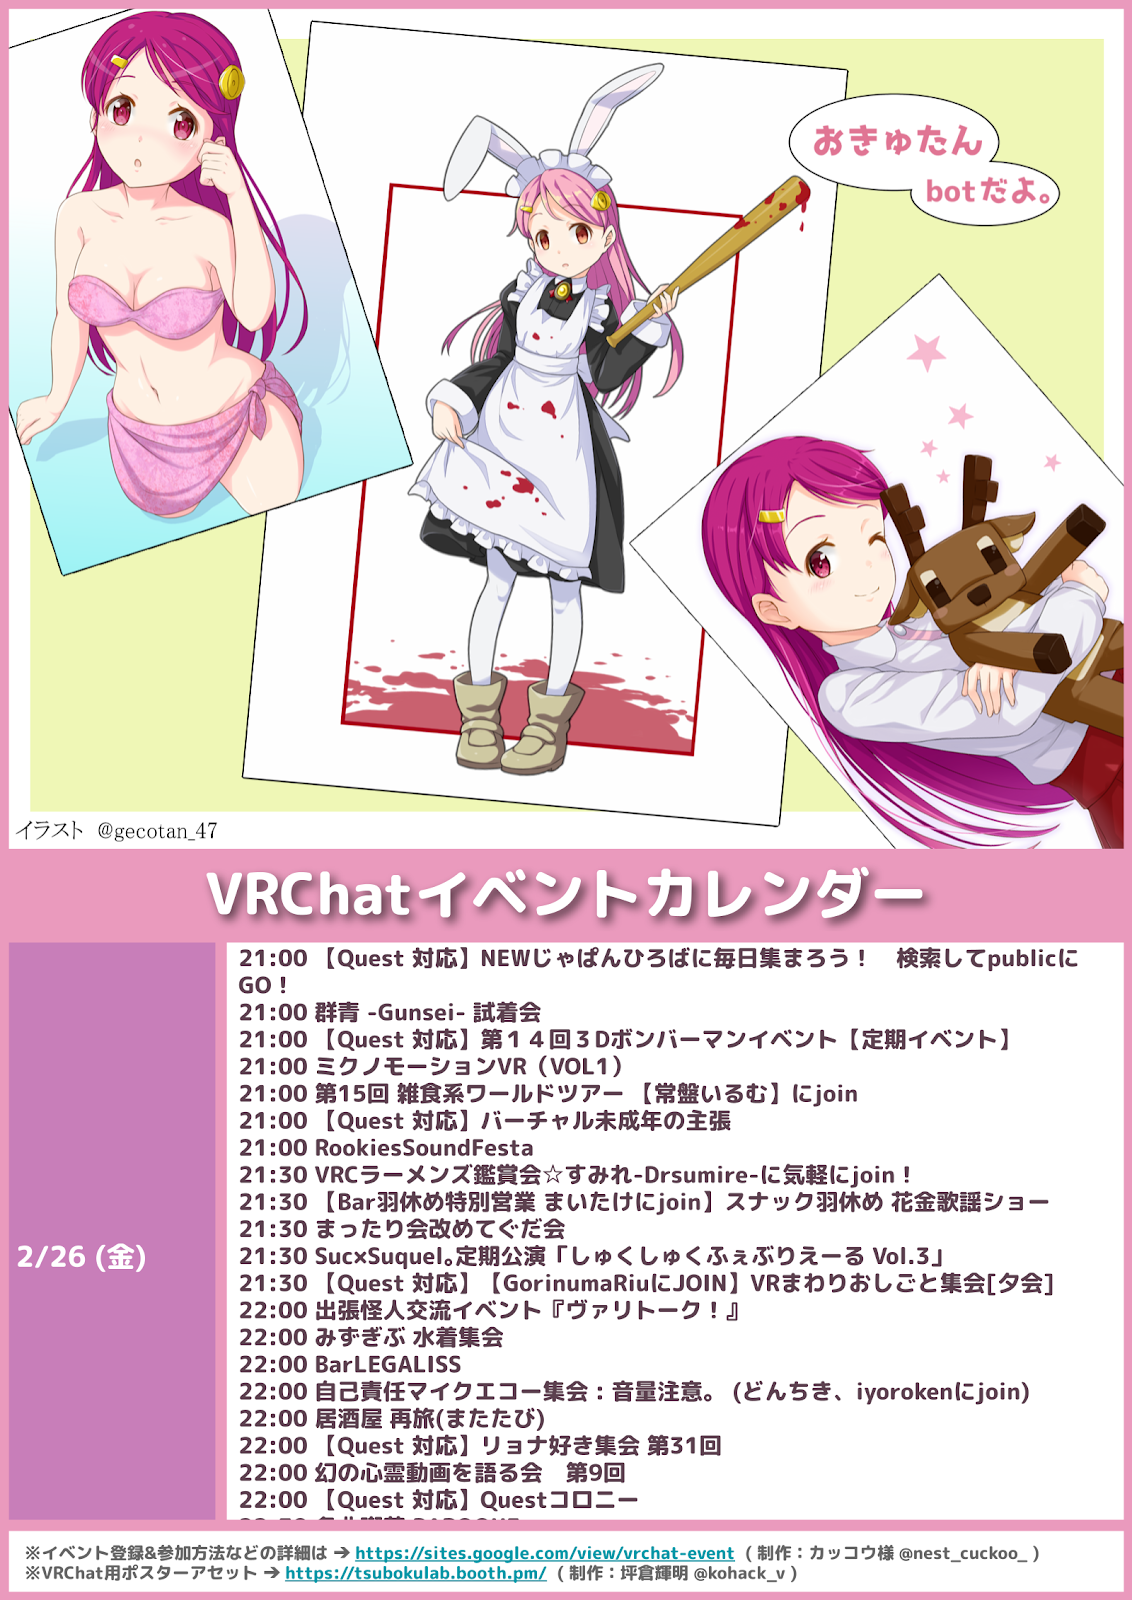 おきゅたん
botだよ。
イラスト @gecotan_47
VRChatイベントカレンダー
2/26 (金)
21:00 【Quest 対応】NEWじゃぱんひろばに毎日集まろう！　検索してpublicに
GO！
21:00 群青 -Gunsei- 試着会
21:00 【Quest 対応】第１４回３Dボンバーマンイベント【定期イベント】
21:00 ミクノモーションVR（VOL1）
21:00 第15回 雑食系ワールドツアー 【常盤いるむ】にjoin
21:00 【Quest 対応】バーチャル未成年の主張
21:00 RookiesSoundFesta
21:30 VRCラーメンズ鑑賞会☆すみれ-Drsumire-に気軽にjoin！
21:30 【Bar羽休め特別営業 まいたけにjoin】スナック羽休め 花金歌謡ショー
21:30 まったり会改めてぐだ会
21:30 Suc×Suquel｡定期公演「しゅくしゅくふぇぶりえーる Vol.3」
21:30 【Quest 対応】【GorinumaRiuにJOIN】VRまわりおしごと集会[夕会]
22:00 出張怪人交流イベント『ヴァリトーク！』
22:00 みずぎぶ 水着集会
22:00 BarLEGALISS
22:00 自己責任マイクエコー集会：音量注意。 (どんちき、iyorokenにjoin)
22:00 居酒屋 再旅(またたび)
22:00 【Quest 対応】リョナ好き集会 第31回
22:00 幻の心霊動画を語る会　第9回
22:00 【Quest 対応】Questコロニー
※イベント登録&参加方法などの詳細は → https://sites.google.com/view/vrchat-event （制作：カッコウ様 @nest_cuckoo_ ）
※VRChat用ポスターアセット → https://tsubokulab.booth.pm/ （制作：坪倉輝明 @kohack_v ）